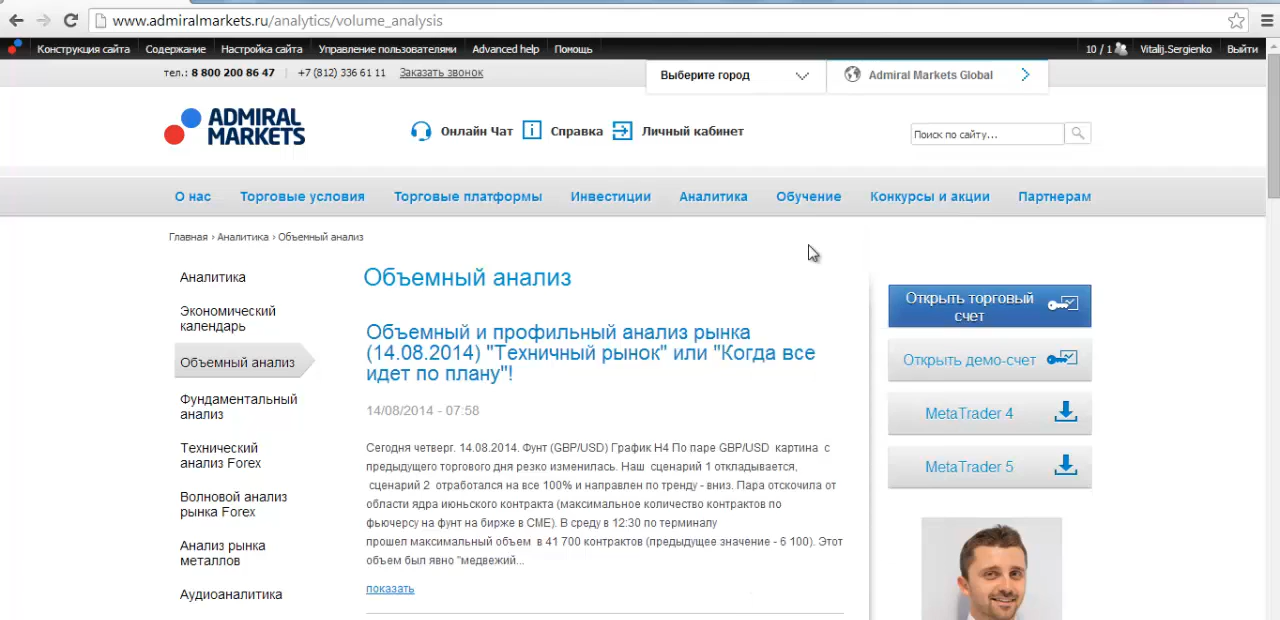 www.admiralmarkets.ru/analytics/volume_analysis
Конструкция сайта Содержание Настройка сайта Управление пользователями Advanced help Помощь 10 / 1 Vitalij.Sergienko Выйти
тел.: 8 800 200 86 47 | +7 (812) 336 61 11 Заказать звонок Выберите город Admiral Markets Global
ADMIRAL
MARKETS
Онлайн Чат Справка Личный кабинет Поиск по сайту...
О нас Торговые условия Торговые платформы Инвестиции Аналитика Обучение Конкурсы и акции Партнерам
Главная › Аналитика › Объемный анализ
Аналитика
Экономический
календарь
Объемный анализ
Фундаментальный
анализ
Технический
анализ Forex
Волновой анализ
рынка Forex
Анализ рынка
металлов
Аудиоаналитика
Объемный анализ
Объемный и профильный анализ рынка
(14.08.2014) "Техничный рынок" или "Когда все
идет по плану"!
14/08/2014 - 07:58
Сегодня четверг. 14.08.2014. Фунт (GBP/USD) График H4 По паре GBP/USD картина с
предыдущего торгового дня резко изменилась. Наш сценарий 1 откладывается,
сценарий 2 отработался на все 100% и направлен по тренду - вниз. Пара отскочила от
области ядра июньского контракта (максимальное количество контрактов по
фьючерсу на фунт на бирже в CME). В среду в 12:30 по терминалу
прошел максимальный объем в 41 700 контрактов (предыдущее значение - 6 100). Этот
объем был явно "медвежий...
показать
Открыть торговый
счет
Открыть демо-счет
MetaTrader 4
MetaTrader 5